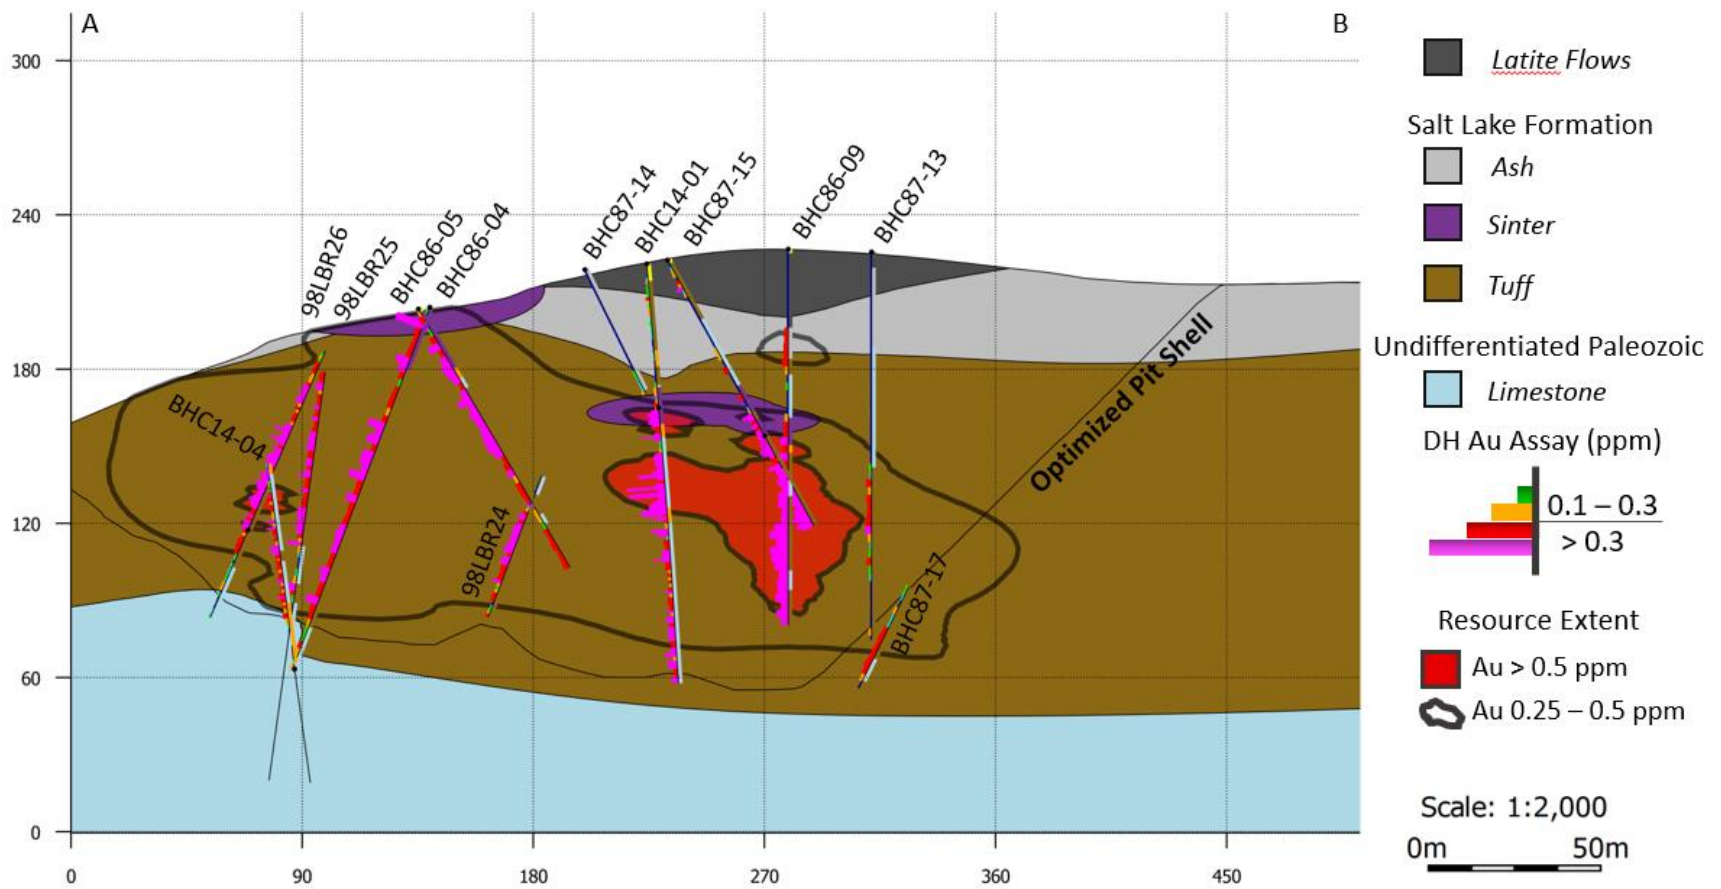 A
B
300
240
180
120
60
0
0
90
180
270
360
450
98LBR26
98LBR25
BHC86-05
BHC86-04
BHC87-14
BHC14-01
BHC87-15
BHC86-09
BHC87-13
BHC14-04
98LBR24
BHC87-17
Optimized Pit Shell
Latite Flows
Salt Lake Formation
Ash
Sinter
Tuff
Undifferentiated Paleozoic
Limestone
DH Au Assay (ppm)
0.1 – 0.3
> 0.3
Resource Extent
Au > 0.5 ppm
Au 0.25 – 0.5 ppm
Scale: 1:2,000
0m 50m